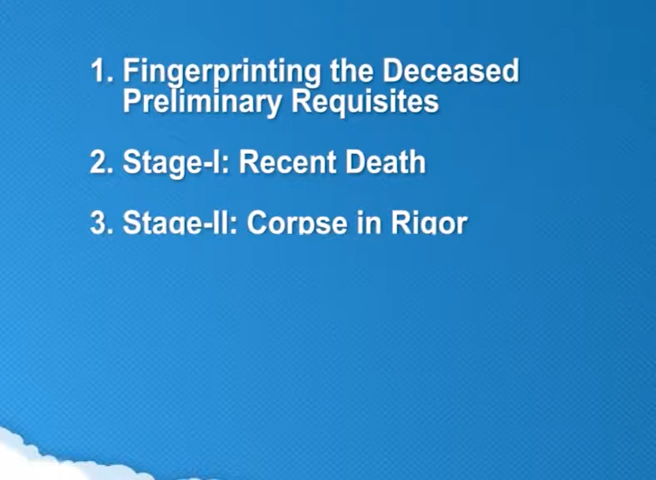 1. Fingerprinting the Deceased
Preliminary Requisites
2. Stage-I: Recent Death
3. Stage-II: Corpse in Rigor